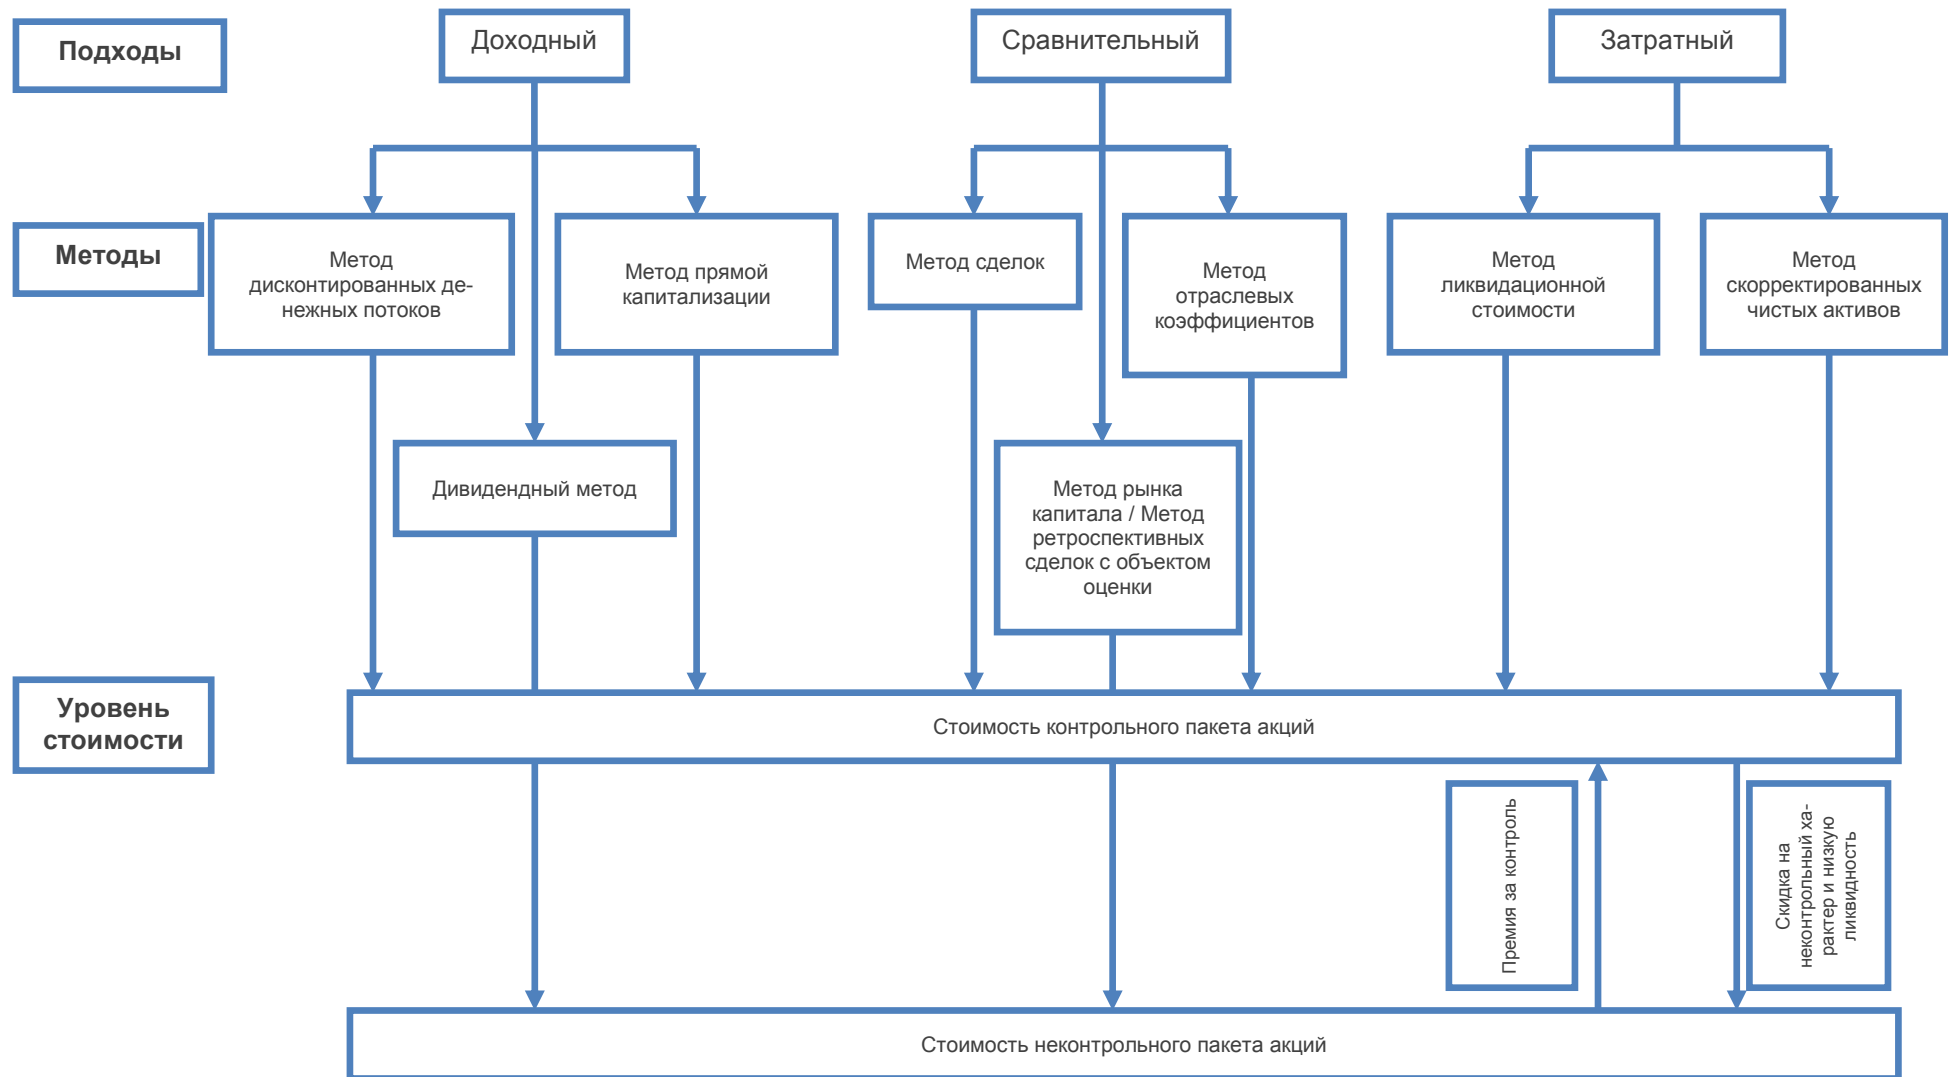 Подходы
Доходный
Сравнительный
Затратный
Методы
Метод
дисконтированных де-
нежных потоков
Метод прямой
капитализации
Метод сделок
Метод
отраслевых
коэффициентов
Метод
ликвидационной
стоимости
Метод
скорректированных
чистых активов
Дивидендный метод
Метод рынка
капитала / Метод
ретроспективных
сделок с объектом
оценки
Уровень
стоимости
Стоимость контрольного пакета акций
Премия за контроль
Скидка на
неконтрольный ха-
рактер и низкую
ликвидность
Стоимость неконтрольного пакета акций